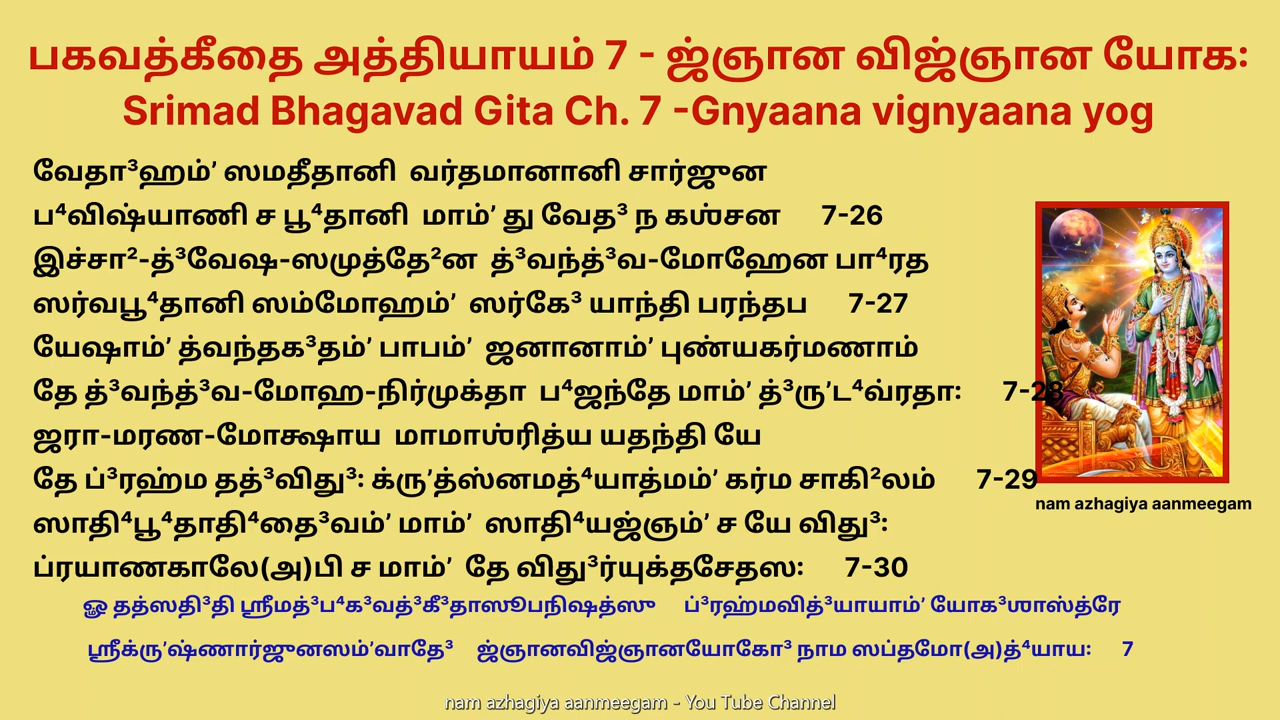 பகவத்கீதை அத்தியாயம் 7 - ஜ்ஞான விஜ்ஞான யோக:
Srimad Bhagavad Gita Ch. 7 -Gnyaana vignyaana yog
வேதா³ஹம்ʼ ஸமதீதானி வர்தமானானி சார்ஜுன
ப⁴விஷ்யாணி ச பூ⁴தானி மாம்ʼ து வேத³ ந கஶ்சன 7-26
இச்சா²-த்³வேஷ-ஸமுத்தே²ன த்³வந்த்³வ-மோஹேன பா⁴ரத
ஸர்வபூ⁴தானி ஸம்மோஹம்ʼ ஸர்கே³ யாந்தி பரந்தப 7-27
யேஷாம்ʼ த்வந்தக³தம்ʼ பாபம்ʼ ஜனானாம்ʼ புண்யகர்மணாம்
தே த்³வந்த்³வ-மோஹ-நிர்முக்தா ப⁴ஜந்தே மாம்ʼ த்³ருʼட⁴வ்ரதா: 7-28
ஜரா-மரண-மோக்ஷாய மாமாஶ்ரித்ய யதந்தி யே
தே ப்³ரஹ்ம தத்³விது³: க்ருʼத்ஸ்னமத்⁴யாத்மம்ʼ கர்ம சாகி²லம் 7-29
ஸாதி⁴பூ⁴தாதி⁴தை³வம்ʼ மாம்ʼ ஸாதி⁴யஜ்ஞம்ʼ ச யே விது³:
ப்ரயாணகாலே(அ)பி ச மாம்ʼ தே விது³ர்யுக்தசேதஸ: 7-30
ௐ தத்ஸதி³தி ஶ்ரீமத்³ப⁴க³வத்³கீ³தாஸூபநிஷத்ஸு ப்³ரஹ்மவித்³யாயாம்ʼ யோக³ஶாஸ்த்ரே
ஶ்ரீக்ருʼஷ்ணார்ஜுனஸம்ʼவாதே³ ஜ்ஞானவிஜ்ஞானயோகோ³ நாம ஸப்தமோ(அ)த்⁴யாய: 7
nam azhagiya aanmeegam
nam azhagiya aanmeegam - You Tube Channel